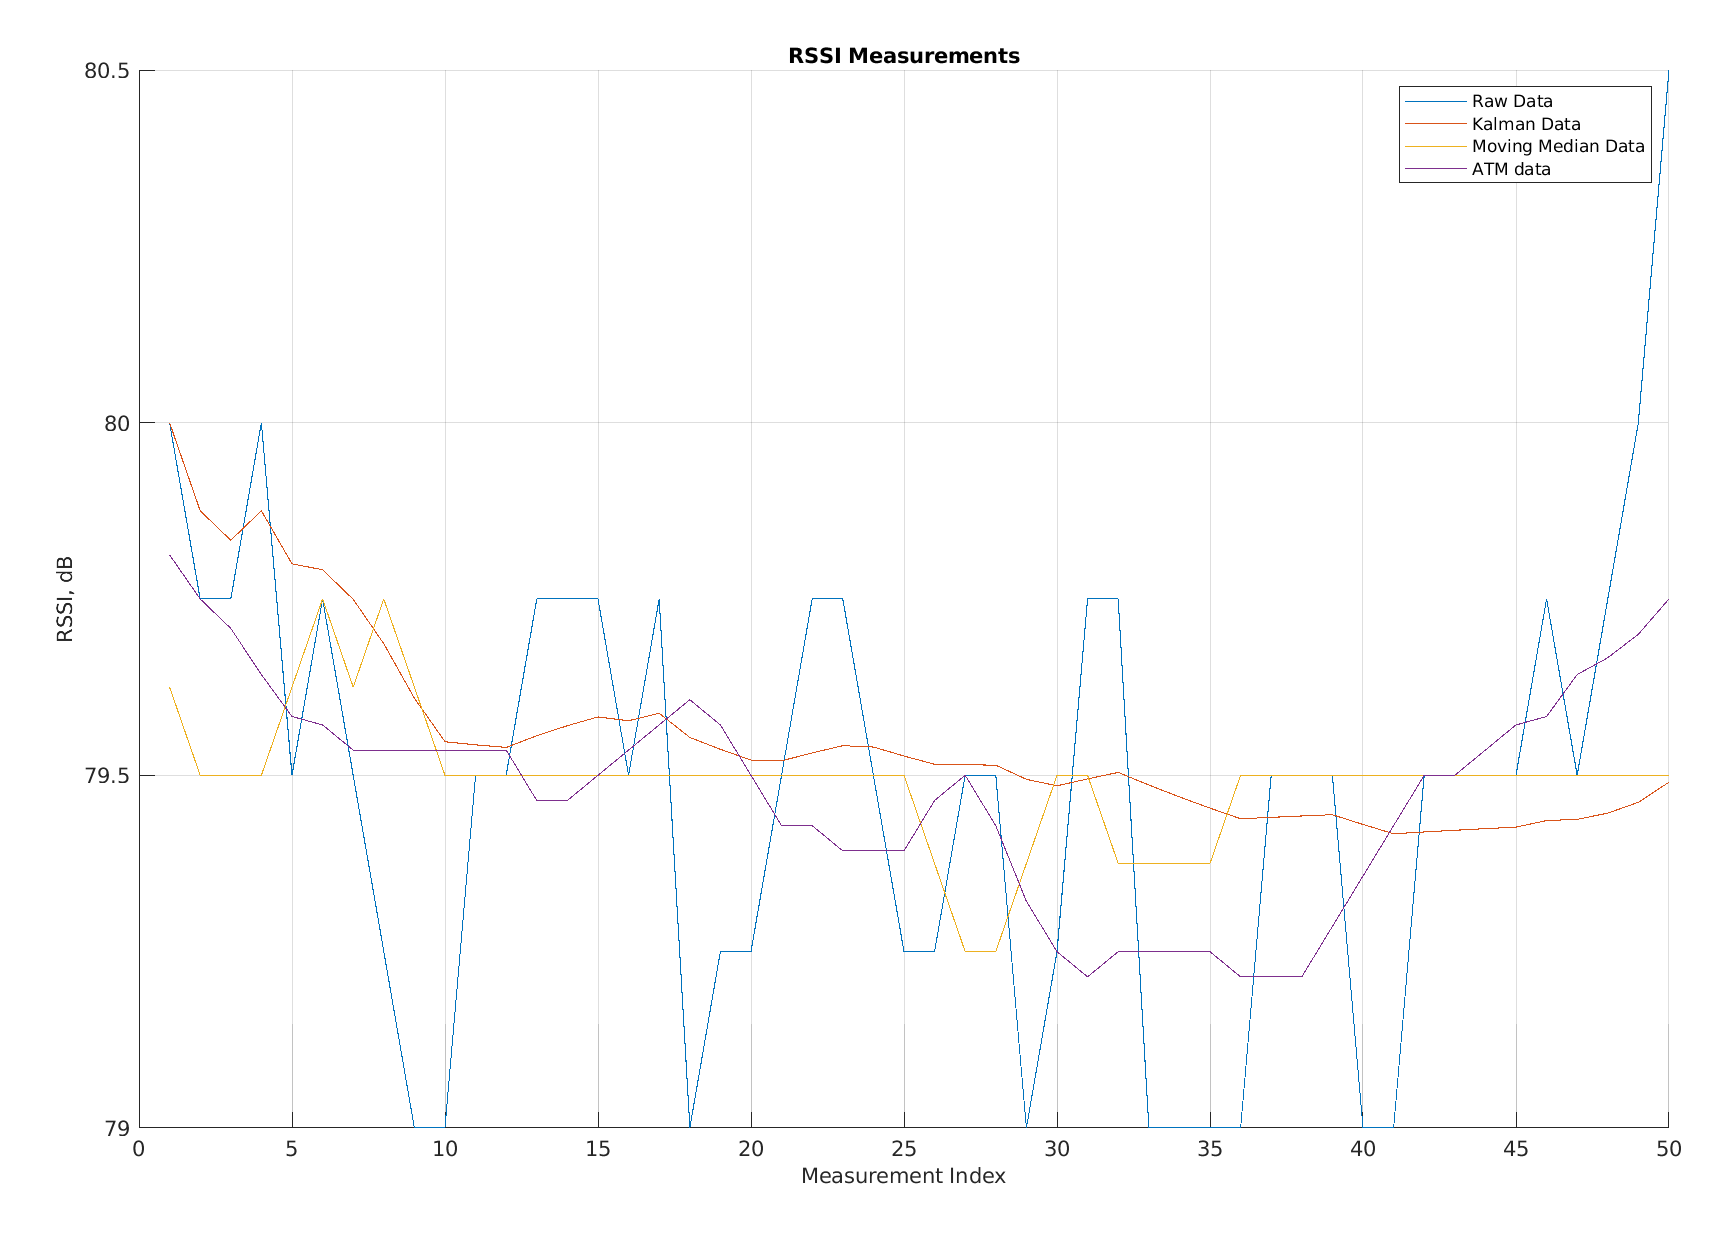 RSSI Measurements
80.5
80
79.5
79
RSSI, dB
Raw Data
Kalman Data
Moving Median Data
ATM data
0 5 10 15 20 25 30 35 40 45 50
Measurement Index